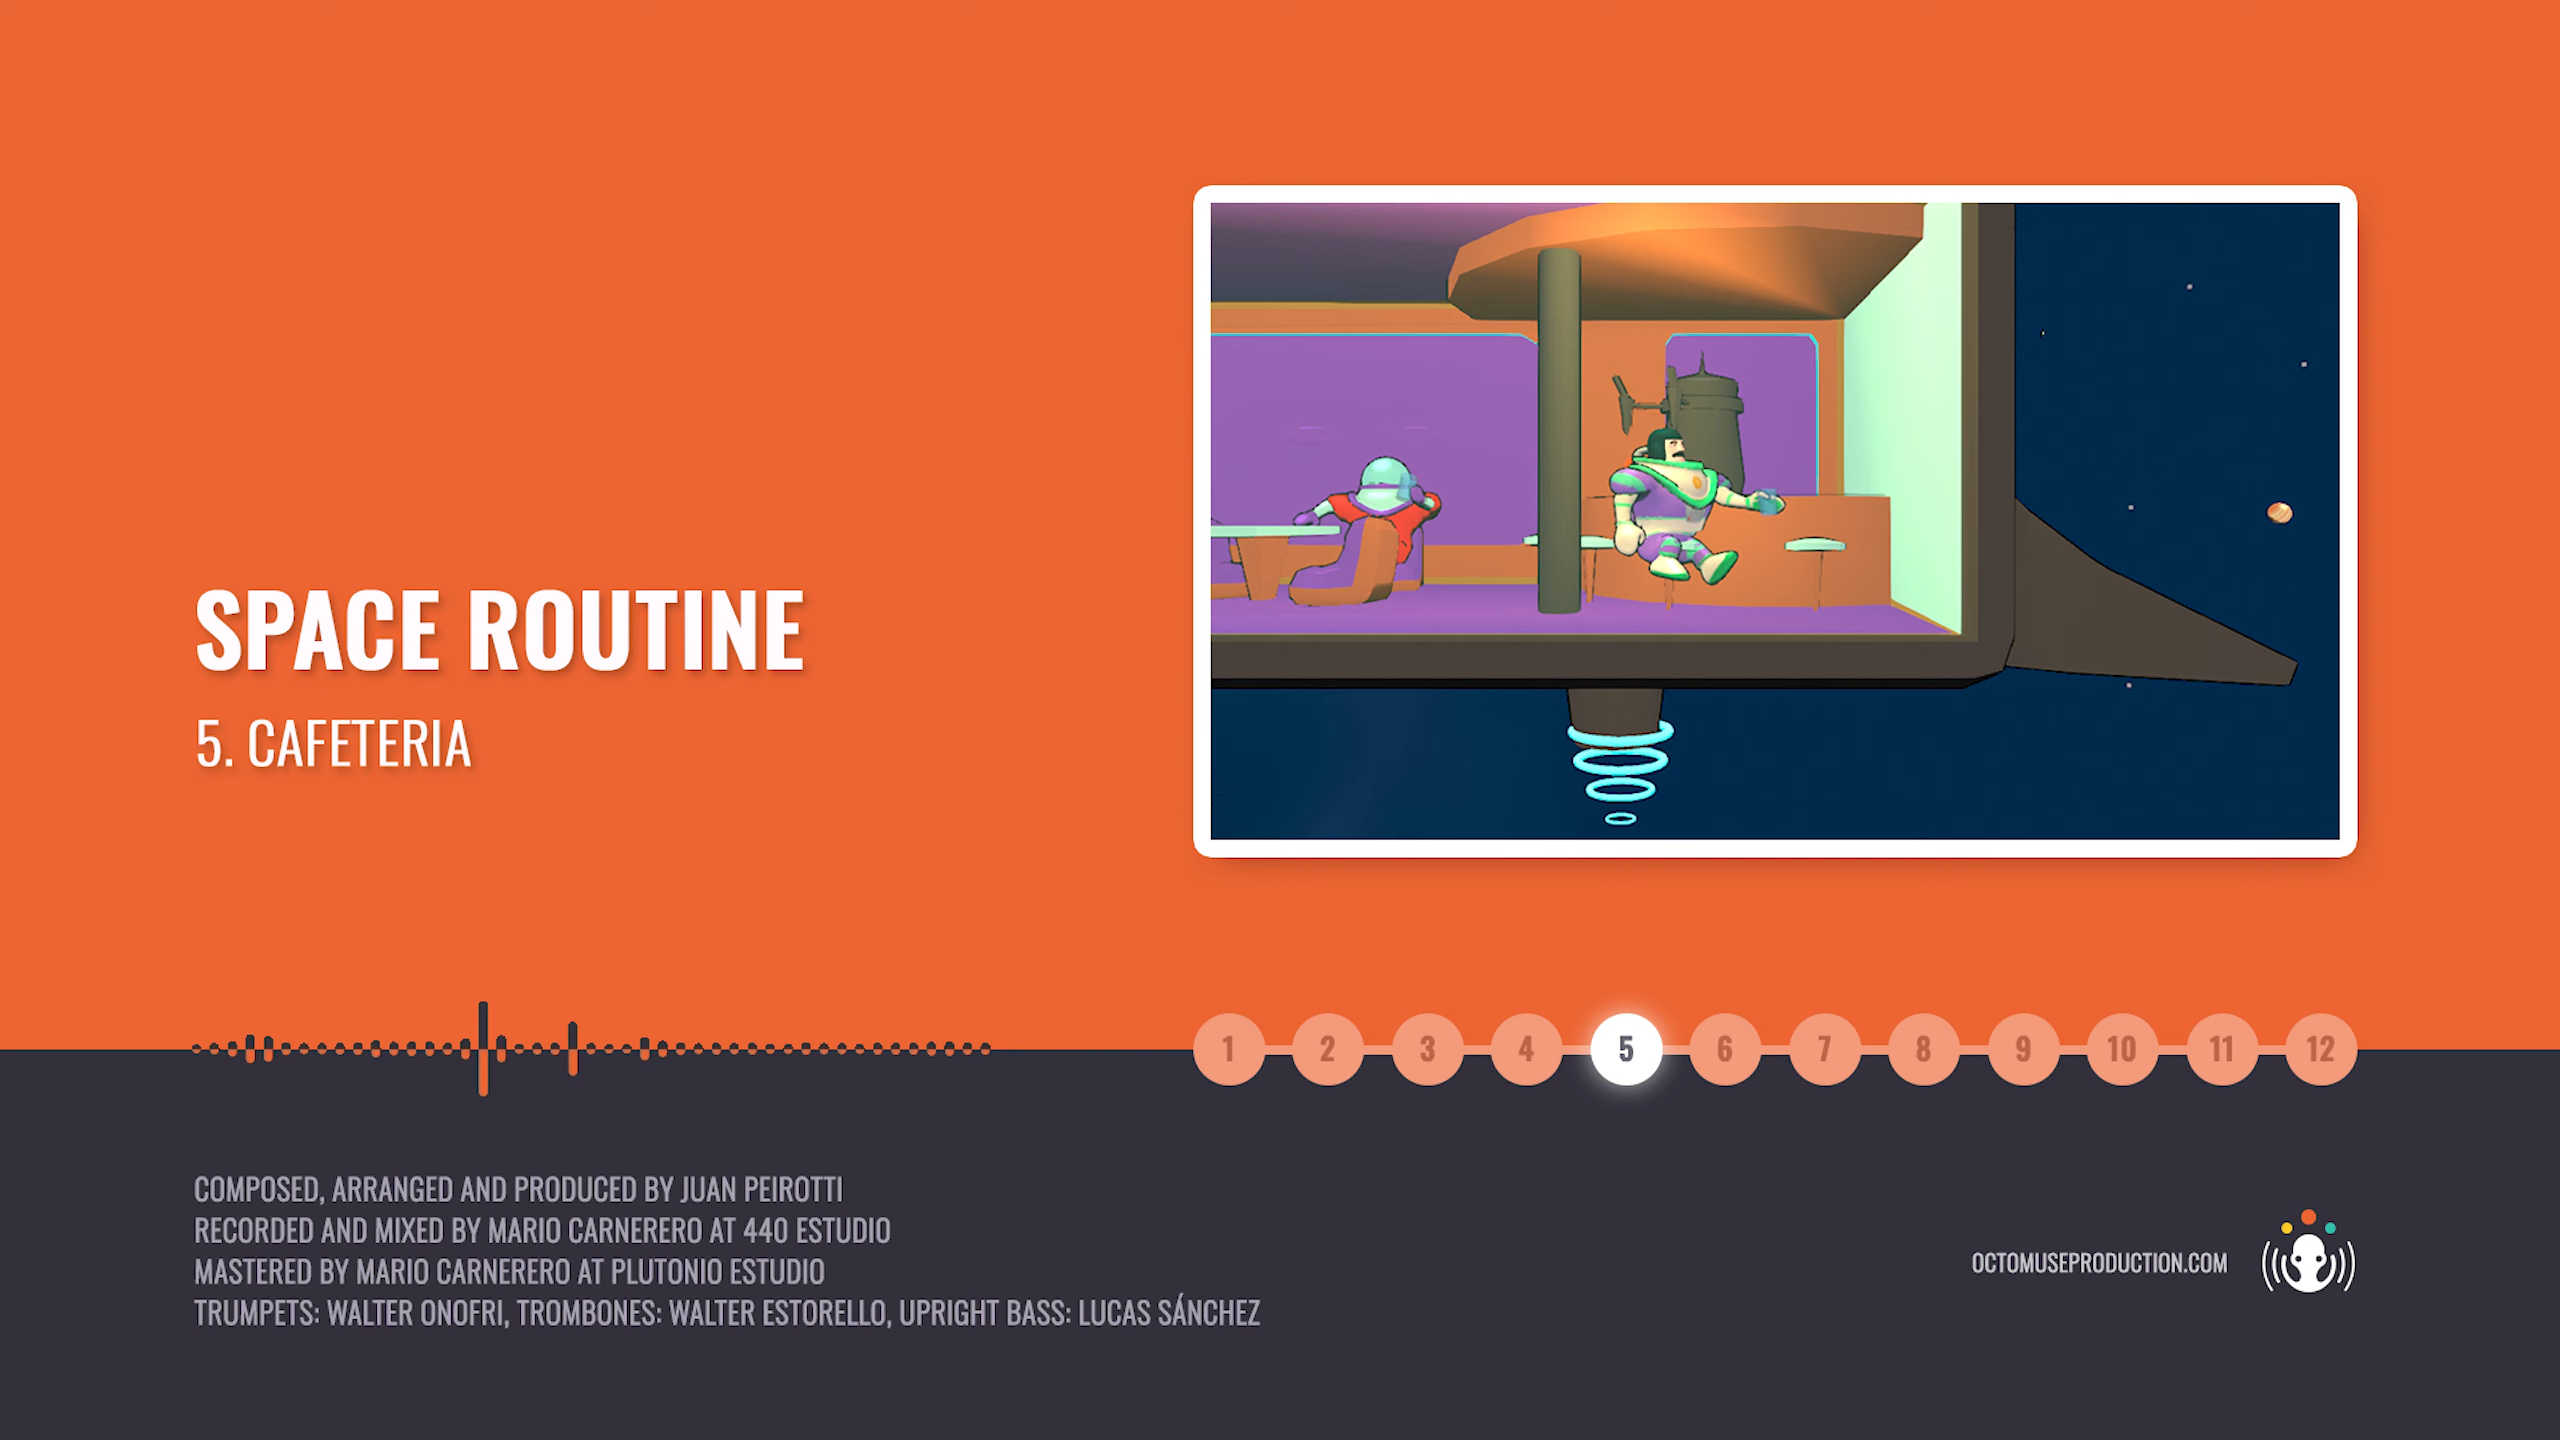 SPACE ROUTINE
5. CAFETERIA
1 2 3 4 5 6 7 8 9 10 11 12
COMPOSED, ARRANGED AND PRODUCED BY JUAN PEIROTTI
RECORDED AND MIXED BY MARIO CARNERERO AT 440 ESTUDIO
MASTERED BY MARIO CARNERERO AT PLUTONIO ESTUDIO
TRUMPETS: WALTER ONOFRI, TROMBONES: WALTER ESTORELLO, UPRIGHT BASS: LUCAS SÁNCHEZ
OCTOMUSEPRODUCTION.COM